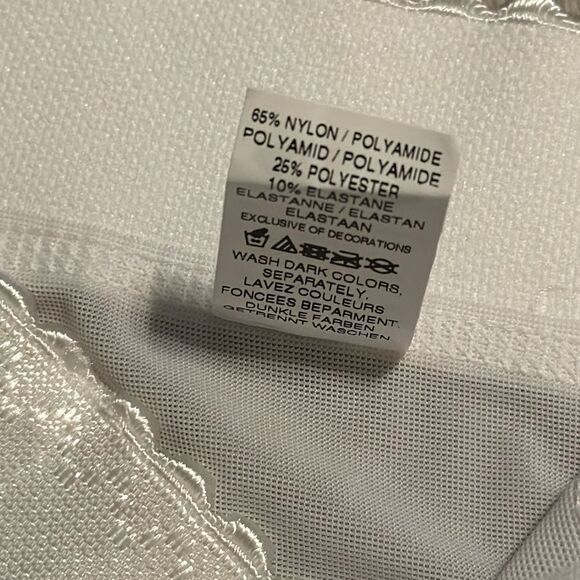 65% NYLON / POLYAMIDE
POLYAMID / POLYAMIDE
25% POLYESTER
10% ELASTANE
ELASTANNE / ELASTAN
ELASTAAN
EXCLUSIVE OF DECORATIONS
WASH DARK COLORS,
SEPARATELY,
LAVEZ COULEURS
FONCEES BEPARMENT,
DUNKLE FARBEN
GETRENNT WASCHEN